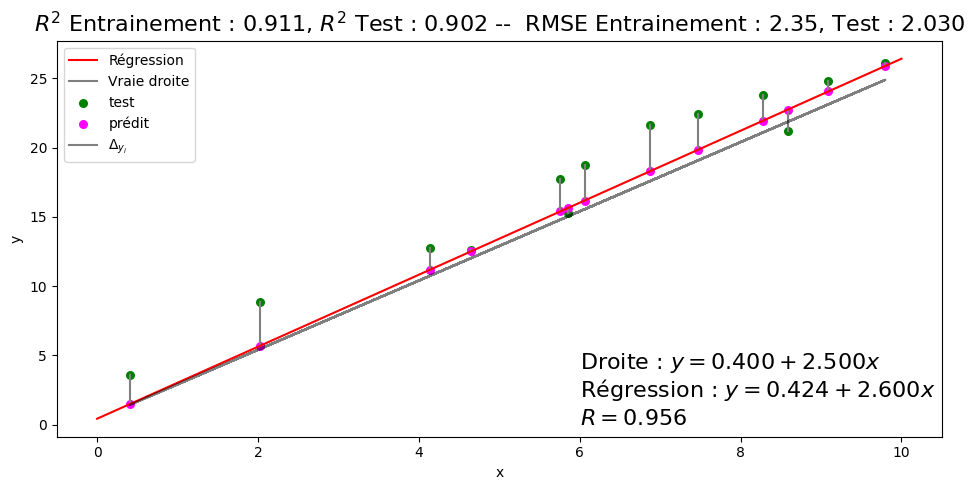 R² Entrainement : 0.911, R² Test : 0.902 --  RMSE Entrainement : 2.35, Test : 2.030
Régression
Vraie droite
test
prédit
Δ_{y_i}
25
20
15
10
5
0
y
Droite : y = 0.400 + 2.500x
Régression : y = 0.424 + 2.600x
R = 0.956
0 2 4 6 8 10
x